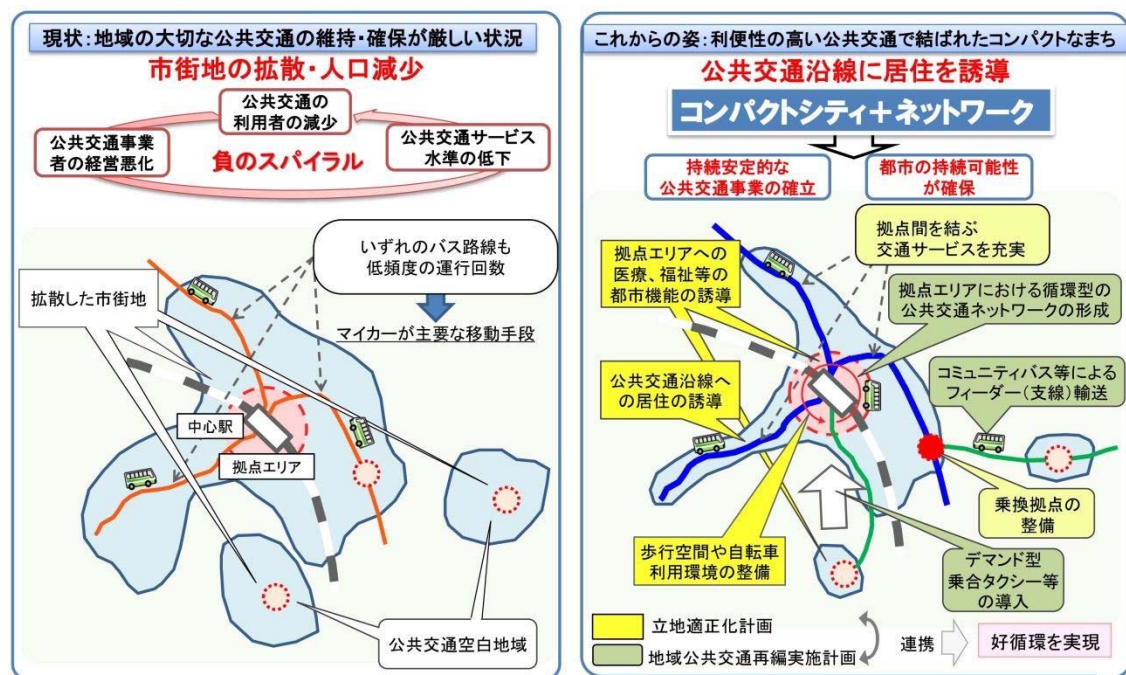 現状：地域の大切な公共交通の維持・確保が厳しい状況
市街地の拡散・人口減少
公共交通の
利用者の減少
公共交通事業
者の経営悪化
負のスパイラル
公共交通サービス
水準の低下
いずれのバス路線も
低頻度の運行回数
マイカーが主要な移動手段
拡散した市街地
中心駅
拠点エリア
公共交通空白地域
これからの姿：利便性の高い公共交通で結ばれたコンパクトなまち
公共交通沿線に居住を誘導
コンパクトシティ＋ネットワーク
持続安定的な
公共交通事業の確立
都市の持続可能性
が確保
拠点エリアへの
医療、福祉等の
都市機能の誘導
拠点間を結ぶ
交通サービスを充実
拠点エリアにおける循環型の
公共交通ネットワークの形成
公共交通沿線へ
の居住の誘導
コミュニティバス等による
フィーダー（支線）輸送
乗換拠点の
整備
歩行空間や自転車
利用環境の整備
デマンド型
乗合タクシー等
の導入
立地適正化計画
地域公共交通再編実施計画
連携
好循環を実現